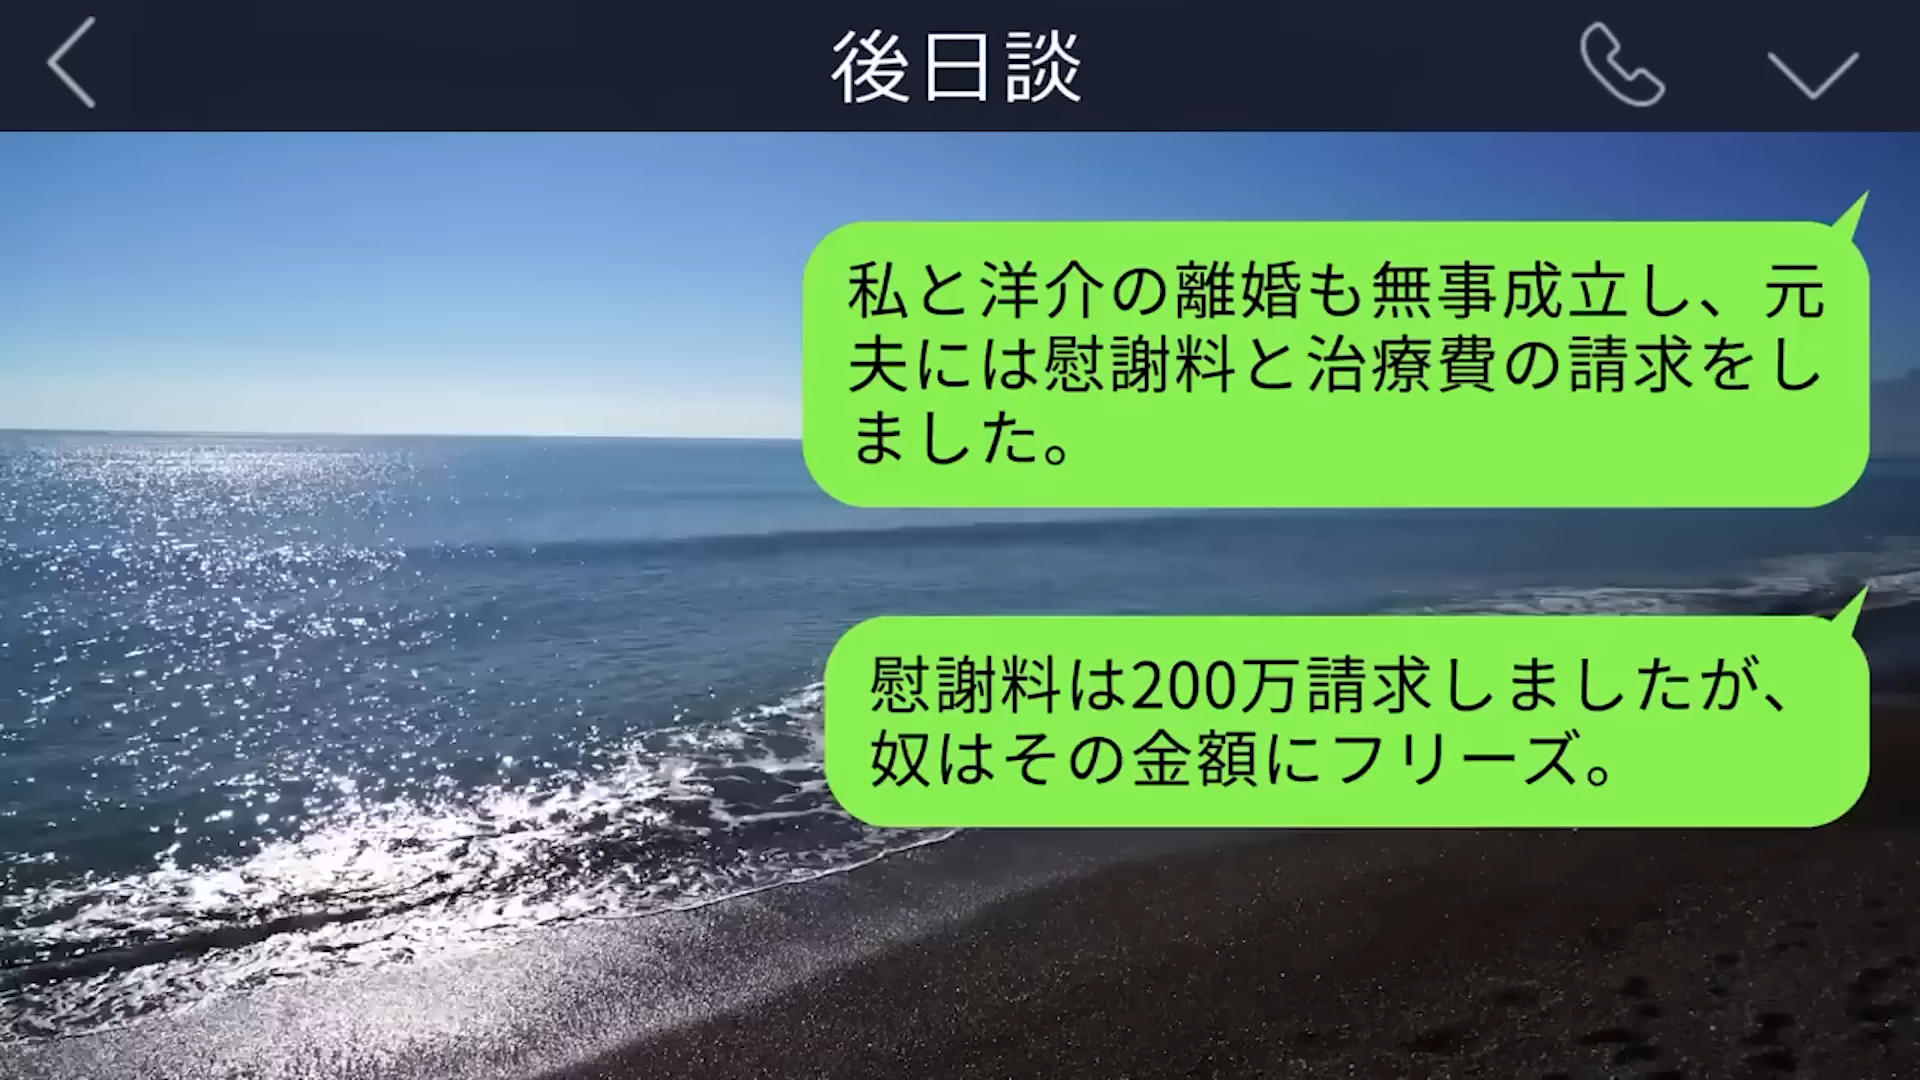 後日談
私と洋介の離婚も無事成立し、元
夫には慰謝料と治療費の請求をし
ました。
慰謝料は200万請求しましたが、
奴はその金額にフリーズ。